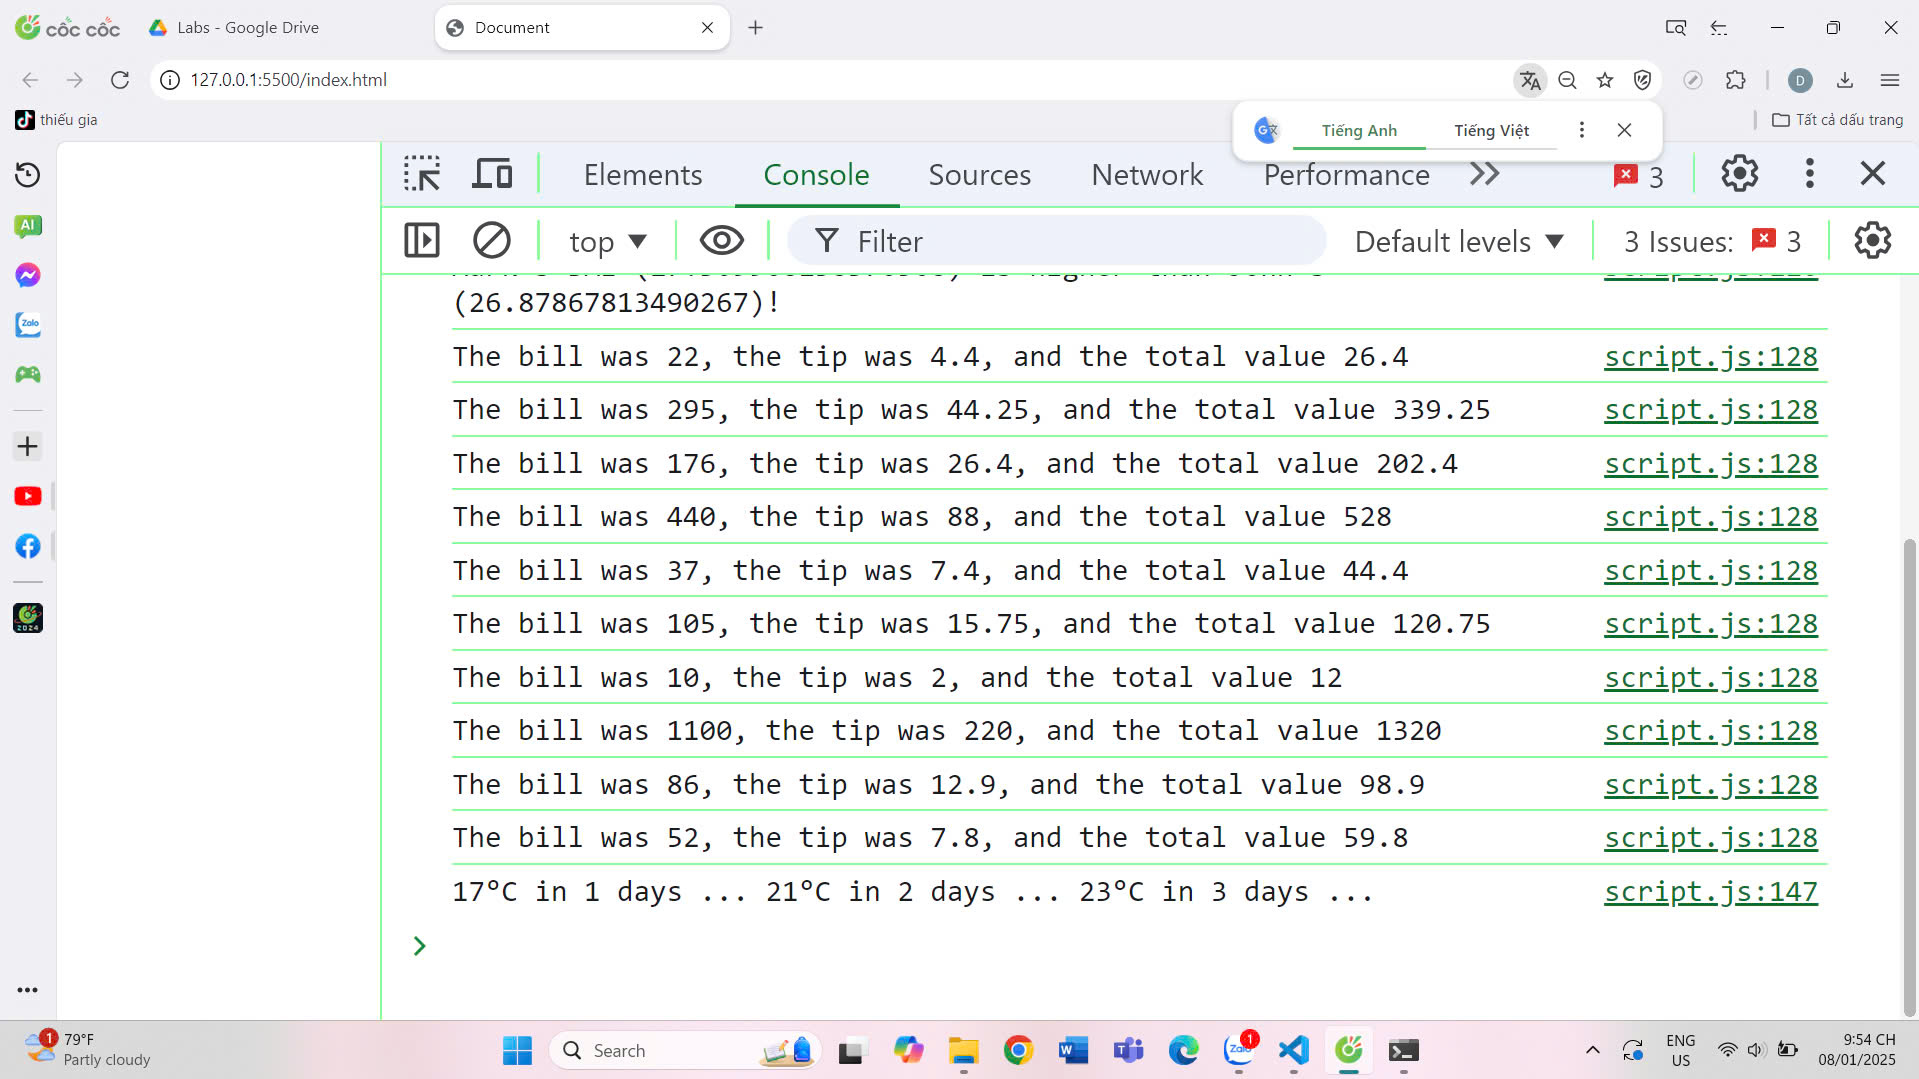 cốc cốc
Labs - Google Drive
Document
127.0.0.1:5500/index.html
D
thiếu gia
Tiếng Anh
Tiếng Việt
Tất cả dấu trang
Elements
Console
Sources
Network
Performance
3
top
Filter
Default levels
3 Issues:
3
(26.87867813490267)!
The bill was 22, the tip was 4.4, and the total value 26.4
script.js:128
The bill was 295, the tip was 44.25, and the total value 339.25
script.js:128
The bill was 176, the tip was 26.4, and the total value 202.4
script.js:128
The bill was 440, the tip was 88, and the total value 528
script.js:128
The bill was 37, the tip was 7.4, and the total value 44.4
script.js:128
The bill was 105, the tip was 15.75, and the total value 120.75
script.js:128
The bill was 10, the tip was 2, and the total value 12
script.js:128
The bill was 1100, the tip was 220, and the total value 1320
script.js:128
The bill was 86, the tip was 12.9, and the total value 98.9
script.js:128
The bill was 52, the tip was 7.8, and the total value 59.8
script.js:128
17ºC in 1 days ... 21ºC in 2 days ... 23ºC in 3 days ...
script.js:147
AI
Zalo
2024
1
79°F
Partly cloudy
Search
Zalo
1
ENG
US
9:54 CH
08/01/2025